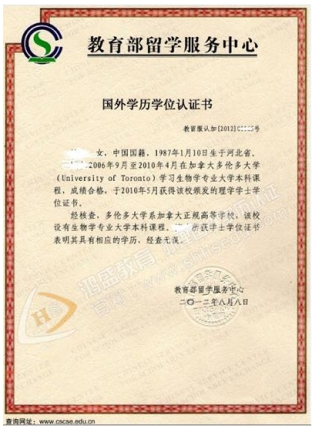 教育部留学服务中心
国外学历学位认证书
教留服认加[2012]0 号
女，中国国籍，1987年1月10日生于河北省。
2006年9月至2010年4月在加拿大多伦多大学
(University of Toronto) 学习生物学专业大学本科课
程，成绩合格，于2010年5月获得该校颁发的理学学士学
位证书。
经核查，多伦多大学系加拿大正规高等学校，该校
设有生物学专业大学本科课程。 所获学士学位证书
表明其具有相应的学历。经查无误。
教育部留学服务中心
二〇一二年八月八日
查询网址：www.cscse.edu.cn